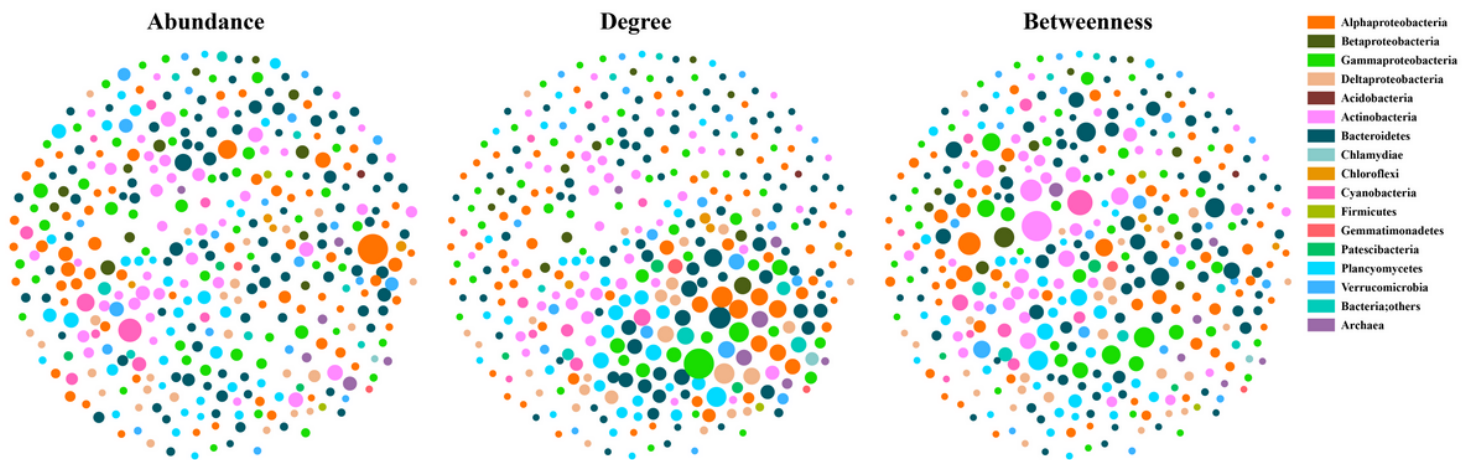 Abundance
Degree
Betweenness
Alphaproteobacteria
Betaproteobacteria
Gammaproteobacteria
Deltaproteobacteria
Acidobacteria
Actinobacteria
Bacteroidetes
Chlamydiae
Chloroflexi
Cyanobacteria
Firmicutes
Gemmatimonadetes
Patescibacteria
Plancyomycetes
Verrucomicrobia
Bacteria;others
Archaea